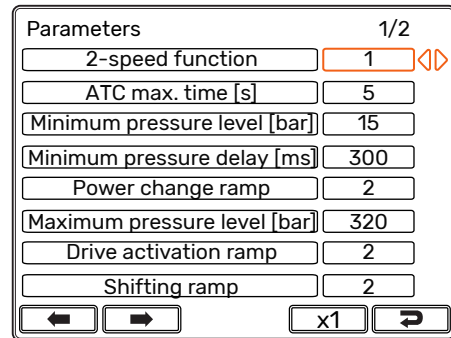 Parameters 1/2
2-speed function 1
ATC max. time [s] 5
Minimum pressure level [bar] 15
Minimum pressure delay [ms] 300
Power change ramp 2
Maximum pressure level [bar] 320
Drive activation ramp 2
Shifting ramp 2
x1